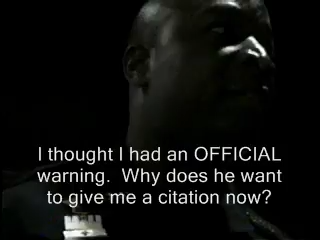 I thought I had an OFFICIAL
warning.  Why does he want
to give me a citation now?